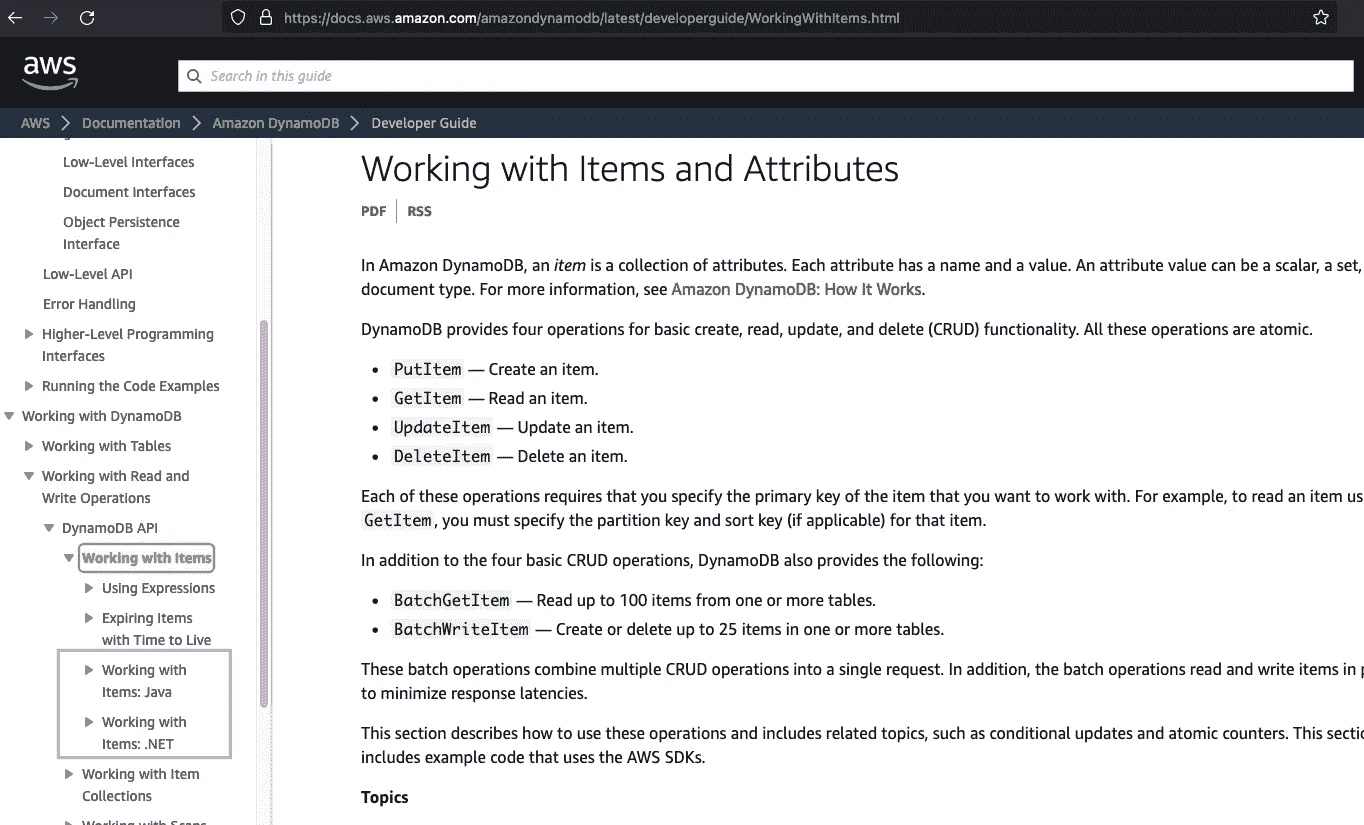 https://docs.aws.amazon.com/amazondynamodb/latest/developerguide/WorkingWithItems.html
aws
Search in this guide
AWS > Documentation > Amazon DynamoDB > Developer Guide
Low-Level Interfaces
Document Interfaces
Object Persistence
Interface
Low-Level API
Error Handling
Higher-Level Programming
Interfaces
Running the Code Examples
Working with DynamoDB
Working with Tables
Working with Read and
Write Operations
DynamoDB API
Working with Items
Using Expressions
Expiring Items
with Time to Live
Working with
Items: Java
Working with
Items: .NET
Working with Item
Collections
Working with Scans
Working with Items and Attributes
PDF | RSS
In Amazon DynamoDB, an item is a collection of attributes. Each attribute has a name and a value. An attribute value can be a scalar, a set,
document type. For more information, see Amazon DynamoDB: How It Works.
DynamoDB provides four operations for basic create, read, update, and delete (CRUD) functionality. All these operations are atomic.
• PutItem — Create an item.
• GetItem — Read an item.
• UpdateItem — Update an item.
• DeleteItem — Delete an item.
Each of these operations requires that you specify the primary key of the item that you want to work with. For example, to read an item us
GetItem, you must specify the partition key and sort key (if applicable) for that item.
In addition to the four basic CRUD operations, DynamoDB also provides the following:
• BatchGetItem — Read up to 100 items from one or more tables.
• BatchWriteItem — Create or delete up to 25 items in one or more tables.
These batch operations combine multiple CRUD operations into a single request. In addition, the batch operations read and write items in p
to minimize response latencies.
This section describes how to use these operations and includes related topics, such as conditional updates and atomic counters. This sectio
includes example code that uses the AWS SDKs.
Topics